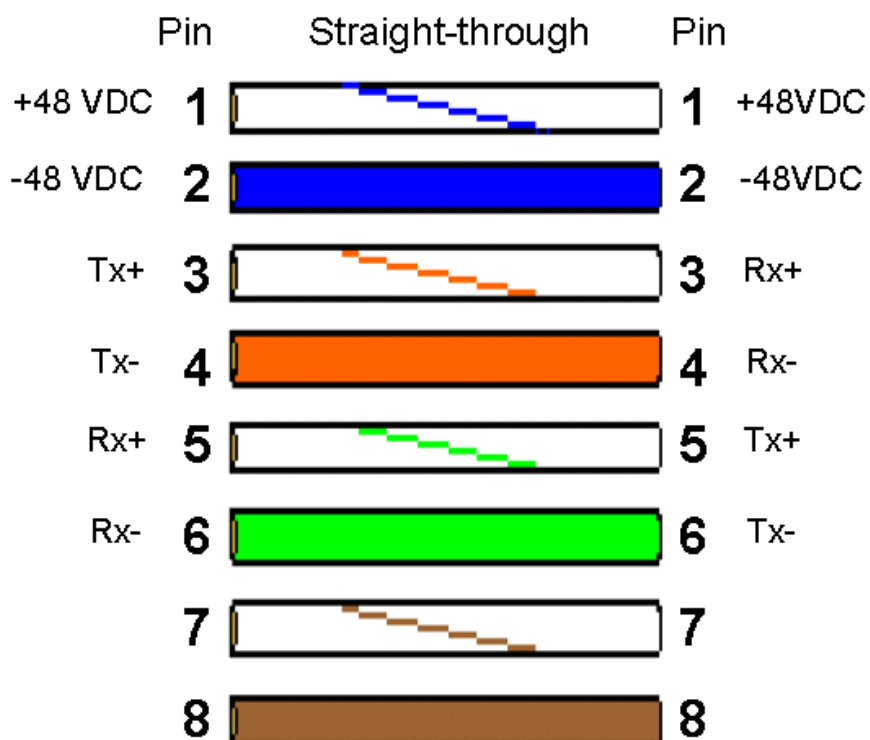 Pin Straight-through Pin
+48 VDC 1 1 +48VDC
-48 VDC 2 2 -48VDC
Tx+ 3 3 Rx+
Tx- 4 4 Rx-
Rx+ 5 5 Tx+
Rx- 6 6 Tx-
7 7
8 8